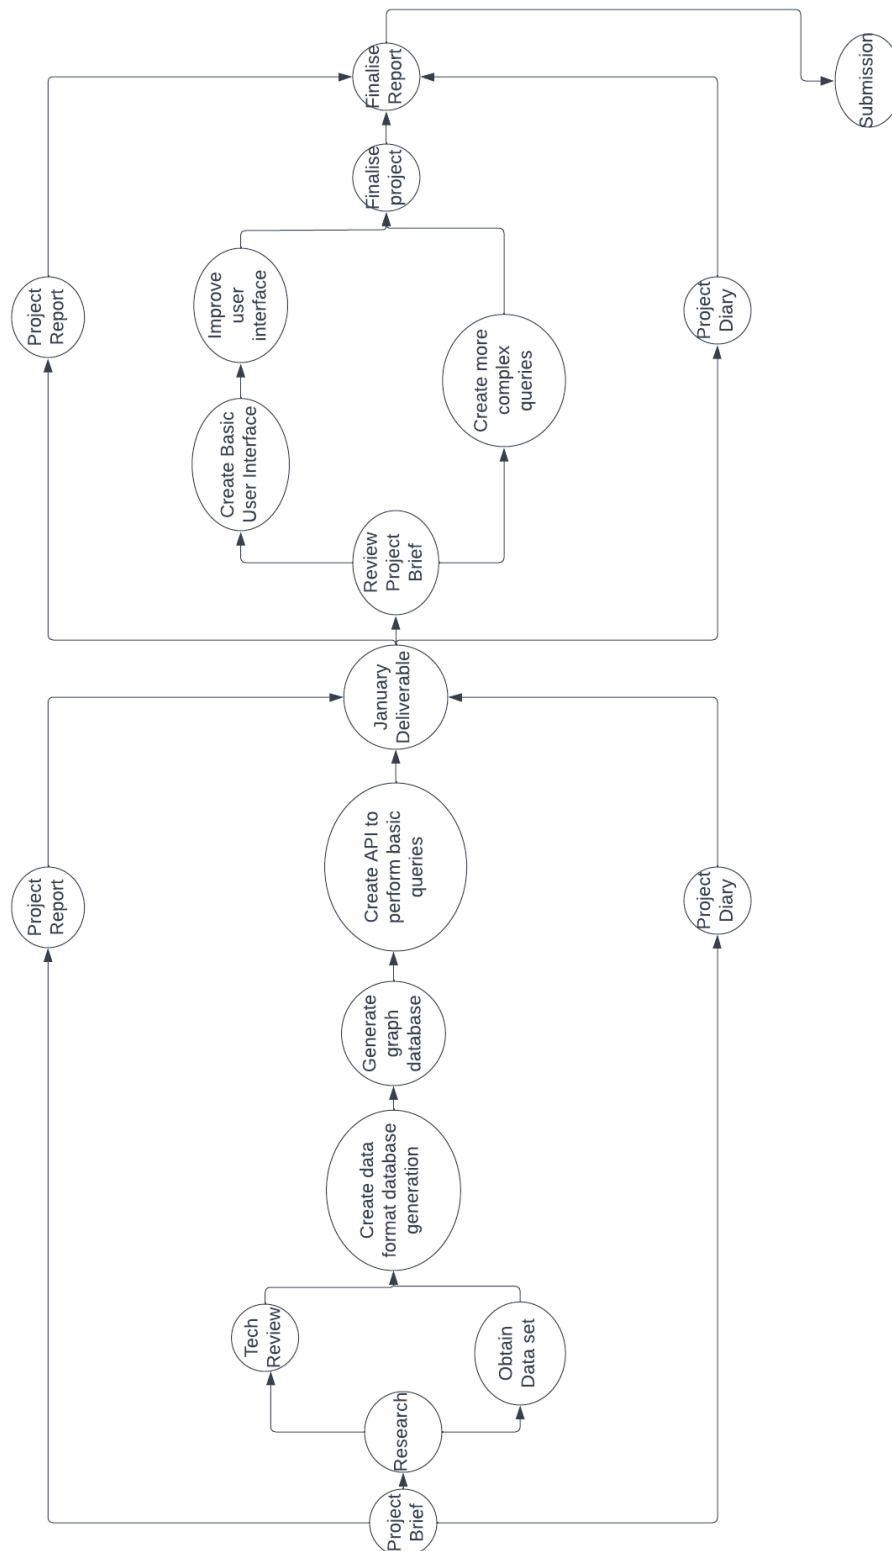 Project
Brief
Research
Tech
Review
Obtain
Data set
Create data
format database
generation
Generate
graph
database
Create API to
perform basic
queries
Project
Report
Project
Diary
January
Deliverable
Review
Project
Brief
Create Basic
User Interface
Improve
user
interface
Create more
complex
queries
Project
Report
Project
Diary
Finalise
project
Finalise
Report
Submission